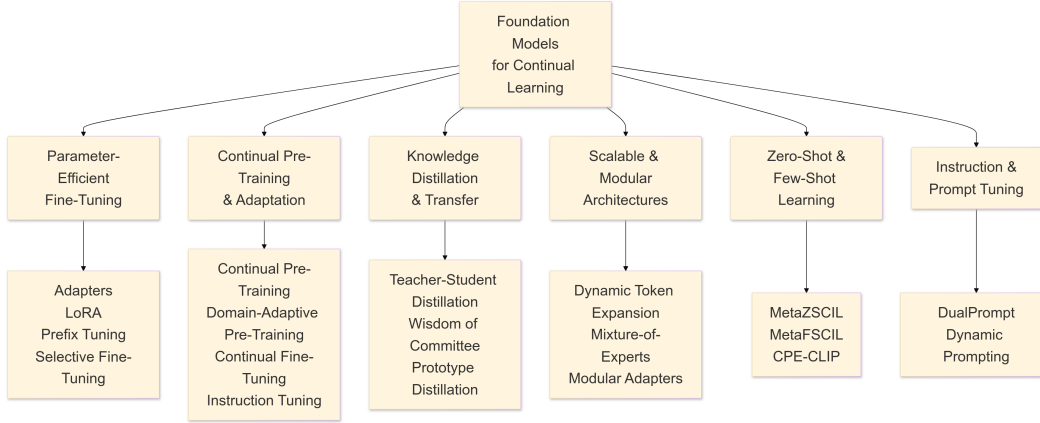 Foundation
Models
for Continual
Learning
Parameter-
Efficient
Fine-Tuning
Continual Pre-
Training
& Adaptation
Knowledge
Distillation
& Transfer
Scalable &
Modular
Architectures
Zero-Shot &
Few-Shot
Learning
Instruction &
Prompt Tuning
Adapters
LoRA
Prefix Tuning
Selective Fine-
Tuning
Continual Pre-
Training
Domain-Adaptive
Pre-Training
Continual Fine-
Tuning
Instruction Tuning
Teacher-Student
Distillation
Wisdom of
Committee
Prototype
Distillation
Dynamic Token
Expansion
Mixture-of-
Experts
Modular Adapters
MetaZSCIL
MetaFSCIL
CPE-CLIP
DualPrompt
Dynamic
Prompting